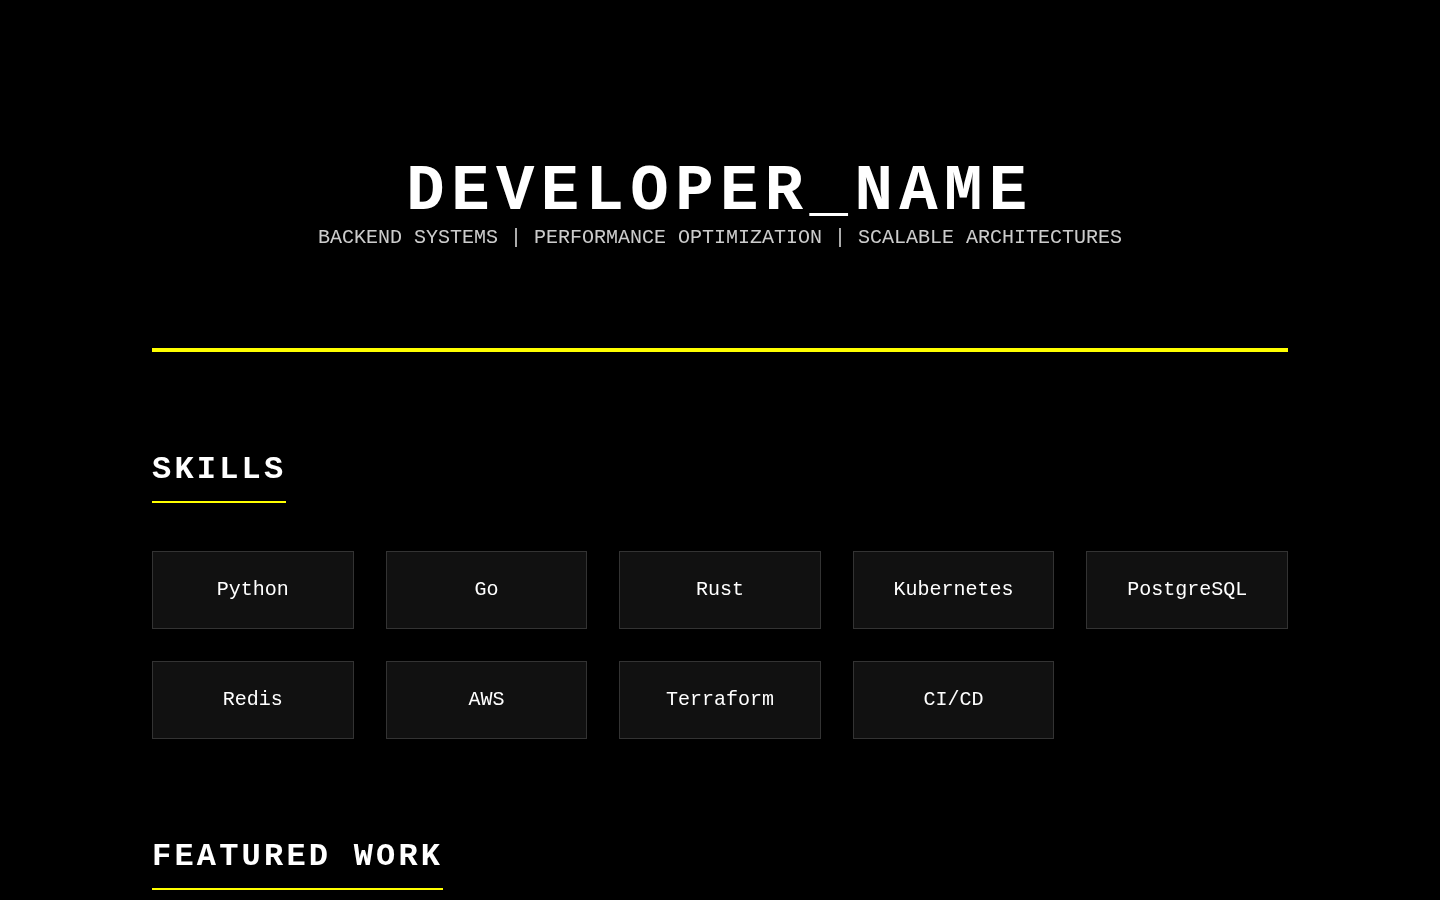 DEVELOPER_NAME
BACKEND SYSTEMS | PERFORMANCE OPTIMIZATION | SCALABLE ARCHITECTURES
SKILLS
Python
Go
Rust
Kubernetes
PostgreSQL
Redis
AWS
Terraform
CI/CD
FEATURED WORK